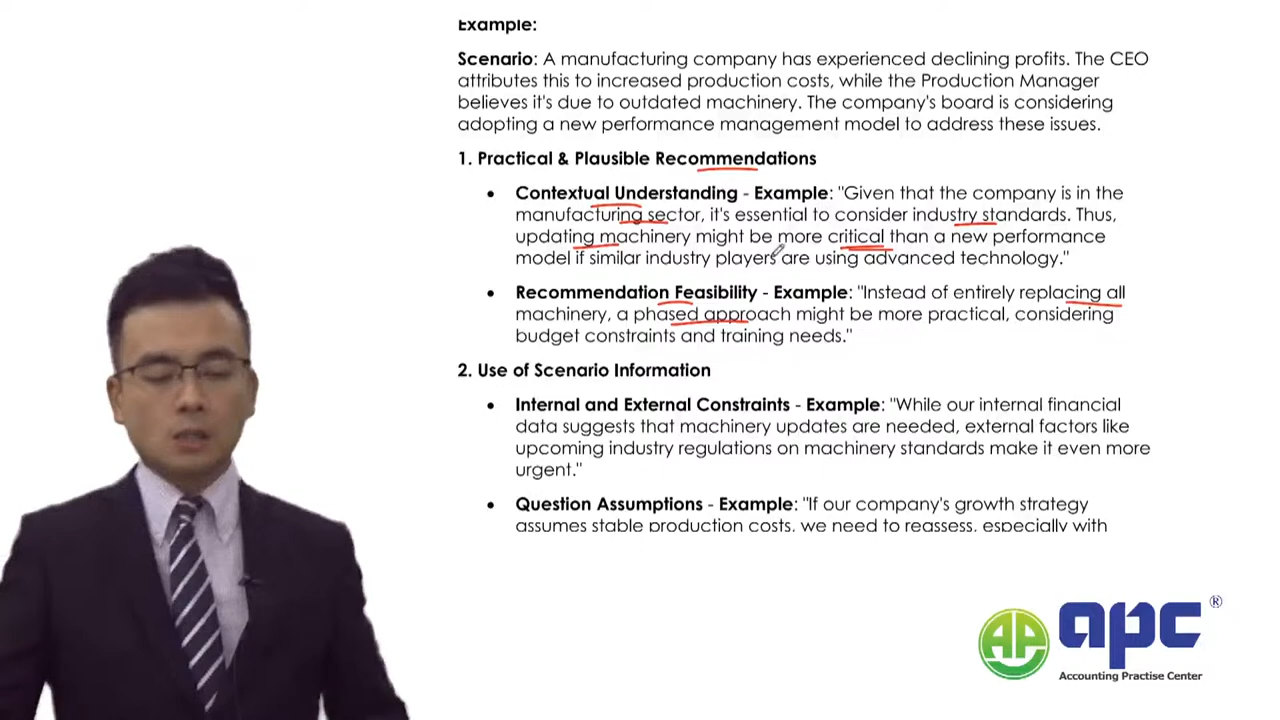 Example:
Scenario: A manufacturing company has experienced declining profits. The CEO
attributes this to increased production costs, while the Production Manager
believes it's due to outdated machinery. The company's board is considering
adopting a new performance management model to address these issues.
1. Practical & Plausible Recommendations
• Contextual Understanding - Example: "Given that the company is in the
manufacturing sector, it's essential to consider industry standards. Thus,
updating machinery might be more critical than a new performance
model if similar industry players are using advanced technology."
• Recommendation Feasibility - Example: "Instead of entirely replacing all
machinery, a phased approach might be more practical, considering
budget constraints and training needs."
2. Use of Scenario Information
• Internal and External Constraints - Example: "While our internal financial
data suggests that machinery updates are needed, external factors like
upcoming industry regulations on machinery standards make it even more
urgent."
• Question Assumptions - Example: "If our company's growth strategy
assumes stable production costs, we need to reassess, especially with
AP apc ®
Accounting Practise Center